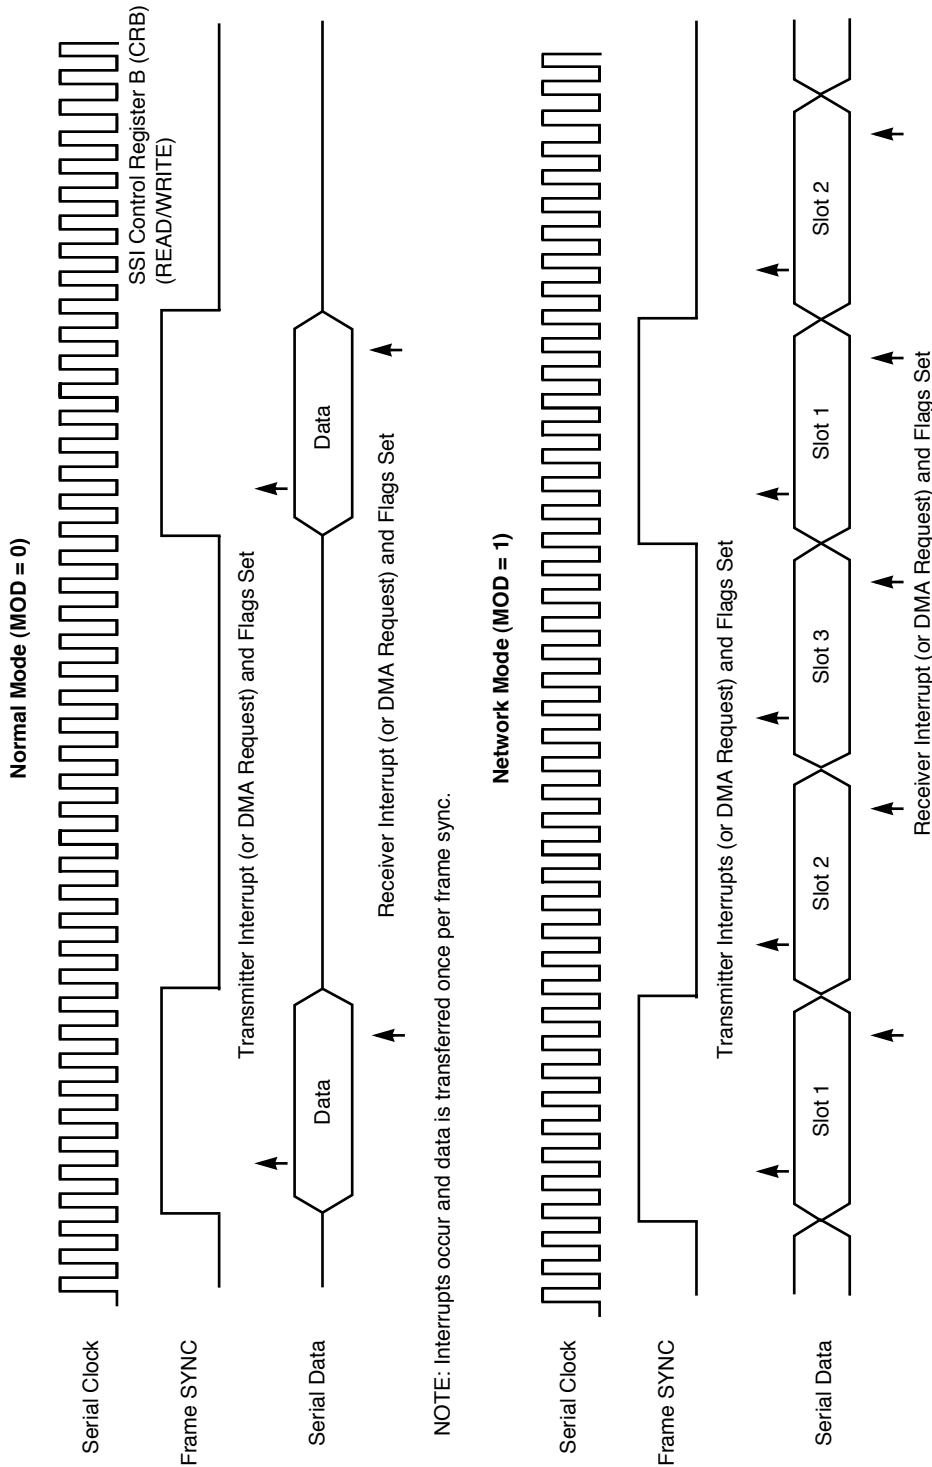 Normal Mode (MOD = 0)
Serial Clock
SSI Control Register B (CRB)
(READ/WRITE)
Frame SYNC
Transmitter Interrupt (or DMA Request) and Flags Set
Serial Data
Data
Data
Receiver Interrupt (or DMA Request) and Flags Set
NOTE: Interrupts occur and data is transferred once per frame sync.
Network Mode (MOD = 1)
Serial Clock
Frame SYNC
Transmitter Interrupts (or DMA Request) and Flags Set
Serial Data
Slot 1
Slot 2
Slot 3
Slot 1
Slot 2
Receiver Interrupt (or DMA Request) and Flags Set